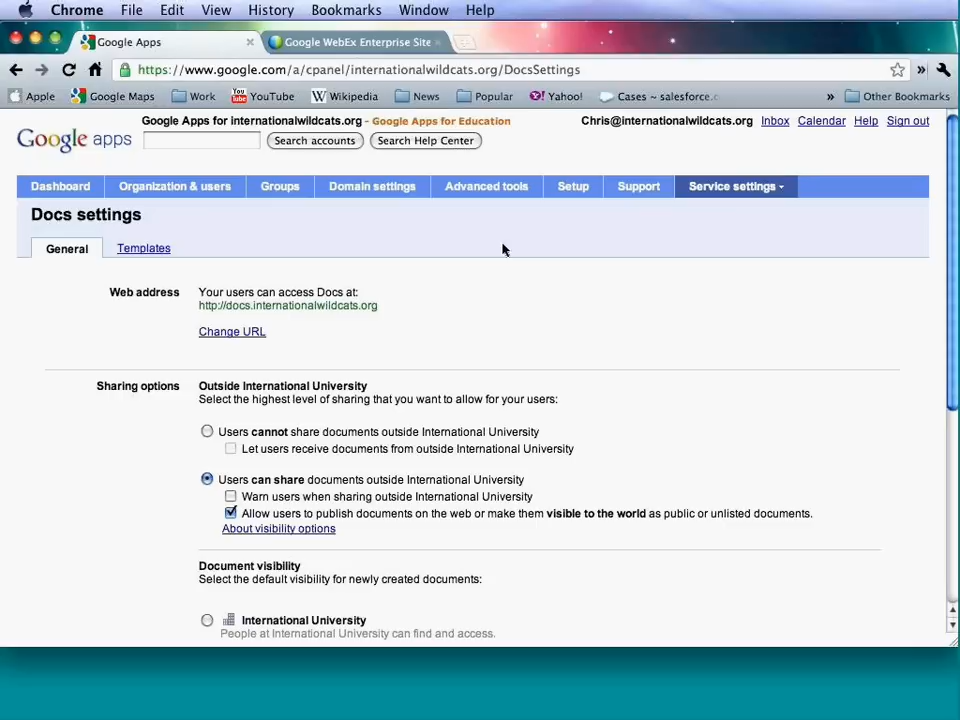 Chrome File Edit View History Bookmarks Window Help
Google Apps Google WebEx Enterprise Site
https://www.google.com/a/cpanel/internationalwildcats.org/DocsSettings
Apple Google Maps Work YouTube Wikipedia News Popular Yahoo! Cases ~ salesforce.c » Other Bookmarks
Google Apps for internationalwildcats.org - Google Apps for Education Chris@internationalwildcats.org Inbox Calendar Help Sign out
Google apps Search accounts Search Help Center
Dashboard Organization & users Groups Domain settings Advanced tools Setup Support Service settings
Docs settings
General Templates
Web address Your users can access Docs at:
http://docs.internationalwildcats.org
Change URL
Sharing options Outside International University
Select the highest level of sharing that you want to allow for your users:
Users cannot share documents outside International University
Let users receive documents from outside International University
Users can share documents outside International University
Warn users when sharing outside International University
Allow users to publish documents on the web or make them visible to the world as public or unlisted documents.
About visibility options
Document visibility
Select the default visibility for newly created documents:
International University
People at International University can find and access.